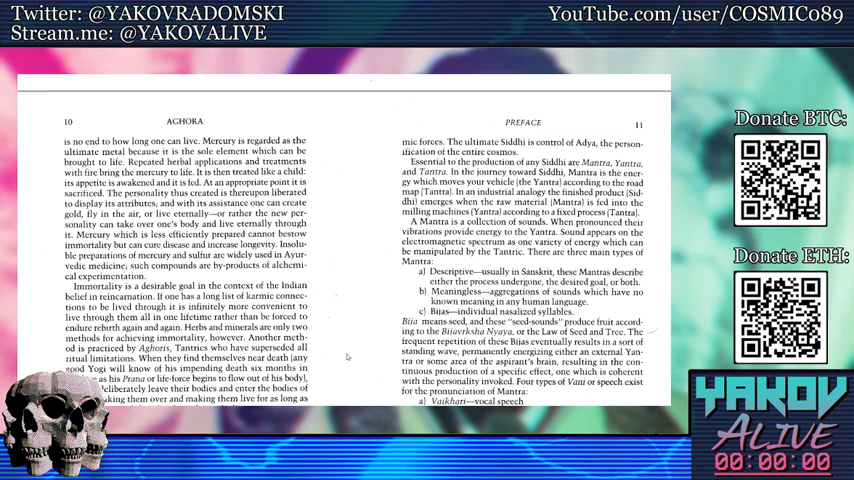 Twitter: @YAKOVRADOMSKI
Stream.me: @YAKOVALIVE
YouTube.com/user/COSMIC089
10
AGHORA
is no end to how long one can live. Mercury is regarded as the
ultimate metal because it is the sole element which can be
brought to life. Repeated herbal applications and treatments
with fire bring the mercury to life. It is then treated like a child:
its appetite is awakened and it is fed. At an appropriate point it is
sacrificed. The personality thus created is thereupon liberated
to display its attributes; and with its assistance one can create
gold, fly in the air, or live eternally—or rather the new per-
sonality can take over one's body and live eternally through
it. Mercury which is less efficiently prepared cannot bestow
immortality but can cure disease and increase longevity. Insolu-
ble preparations of mercury and sulfur are widely used in Ayur-
vedic medicine; such compounds are by-products of alchemi-
cal experimentation.
Immortality is a desirable goal in the context of the Indian
belief in reincarnation. If one has a long list of karmic connec-
tions to be lived through it is infinitely more convenient to
live through them all in one lifetime rather than be forced to
endure rebirth again and again. Herbs and minerals are only two
methods for achieving immortality, however. Another meth-
od is practiced by Aghoris, Tantrics who have superseded all
ritual limitations. When they find themselves near death (any
good Yogi will know of his impending death six months in
as his Prana or life-force begins to flow out of his body),
deliberately leave their bodies and enter the bodies of
taking them over and making them live for as long as
PREFACE
11
mic forces. The ultimate Siddhi is control of Adya, the person-
ification of the entire cosmos.
Essential to the production of any Siddhi are Mantra, Yantra,
and Tantra. In the journey toward Siddhi, Mantra is the ener-
gy which moves your vehicle (the Yantra) according to the road
map (Tantra). In an industrial analogy the finished product (Sid-
dhi) emerges when the raw material (Mantra) is fed into the
milling machines (Yantra) according to a fixed process (Tantra).
A Mantra is a collection of sounds. When pronounced their
vibrations provide energy to the Yantra. Sound appears on the
electromagnetic spectrum as one variety of energy which can
be manipulated by the Tantric. There are three main types of
Mantra:
a) Descriptive—usually in Sanskrit, these Mantras describe
either the process undergone, the desired goal, or both.
b) Meaningless—aggregations of sounds which have no
known meaning in any human language.
c) Bijas—individual nasalized syllables.
Bija means seed, and these "seed-sounds" produce fruit accord-
ing to the Bijavrksha Nyaya, or the Law of Seed and Tree. The
frequent repetition of these Bijas eventually results in a sort of
standing wave, permanently energizing either an external Yan-
tra or some area of the aspirant's brain, resulting in the con-
tinuous production of a specific effect, one which is coherent
with the personality invoked. Four types of Vani or speech exist
for the pronunciation of Mantra:
a) Vaikhari—vocal speech
Donate BTC:
Donate ETH:
YAKOV
ALIVE
00:00:00